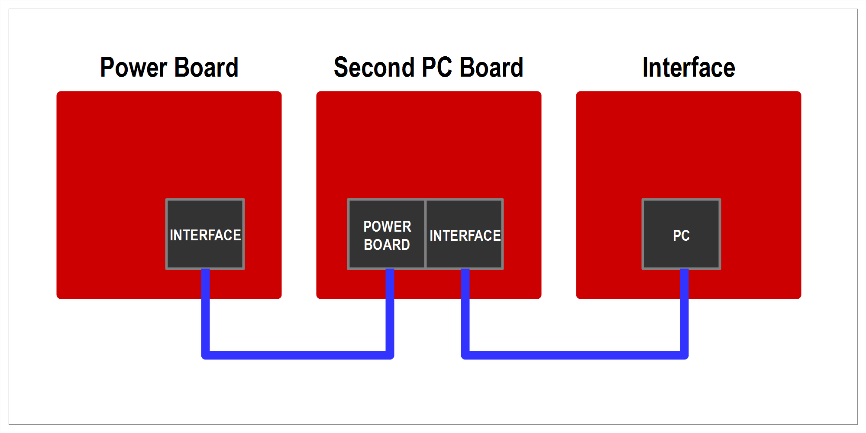 Power Board
Second PC Board
Interface
INTERFACE
POWER
BOARD
INTERFACE
PC